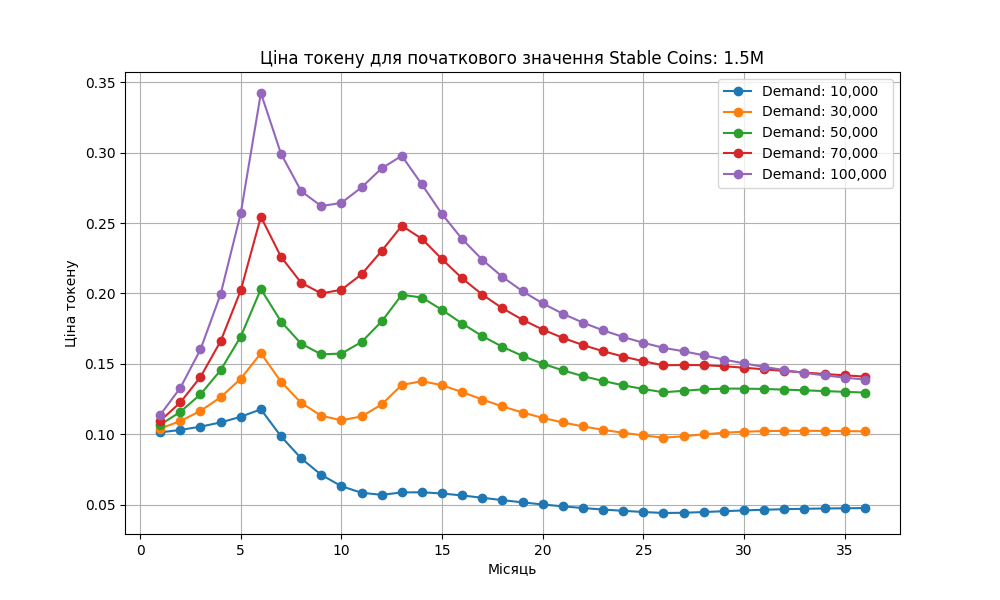 Ціна токену для початкового значення Stable Coins: 1.5M
Demand: 10,000
Demand: 30,000
Demand: 50,000
Demand: 70,000
Demand: 100,000
Ціна токену
0.35
0.30
0.25
0.20
0.15
0.10
0.05
0 5 10 15 20 25 30 35
Місяць